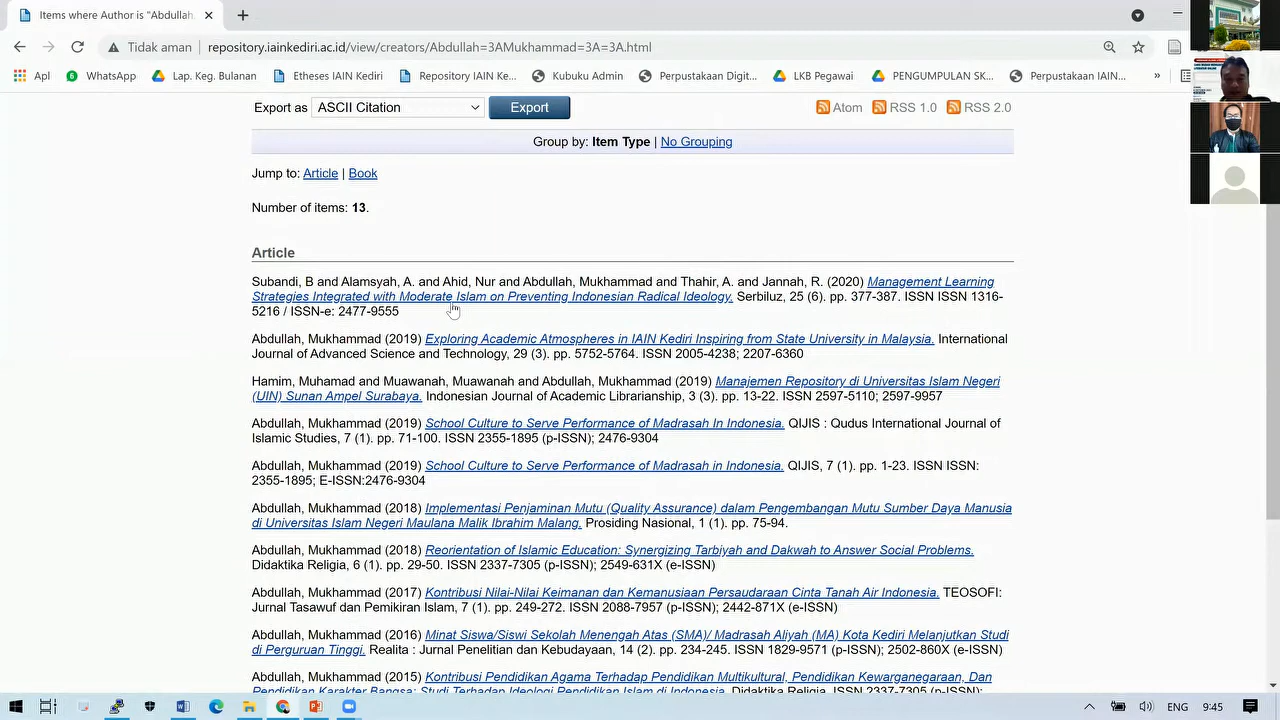 Items where Author is "Abdullah,
Tidak aman
repository.iainkediri.ac.id/view/creators/Abdullah=3AMukhammad=3A=3A.html
Apl
WhatsApp
Lap. Keg. Bulanan
Etheses IAIN Kediri
IAIN...
Kubuku
Perpustakaan Digi...
LKD Pegawai
PENGU... K...
Perpustakaan IAIN...
»
Export as
ASCII Citation
Export
Atom
RSS 1.0
RSS 2.0
Group by: Item Type | No Grouping
Jump to: Article | Book
Number of items: 13.
Article
Subandi, B and Alamsyah, A. and Ahid, Nur and Abdullah, Mukhammad and Thahir, A. and Jannah, R. (2020) Management Learning
Strategies Integrated with Moderate Islam on Preventing Indonesian Radical Ideology. Serbiluz, 25 (6). pp. 377-387. ISSN ISSN 1316-
5216 / ISSN-e: 2477-9555
Abdullah, Mukhammad (2019) Exploring Academic Atmospheres in IAIN Kediri Inspiring from State University in Malaysia. International
Journal of Advanced Science and Technology, 29 (3). pp. 5752-5764. ISSN 2005-4238; 2207-6360
Hamim, Muhamad and Muawanah, Muawanah and Abdullah, Mukhammad (2019) Manajemen Repository di Universitas Islam Negeri
(UIN) Sunan Ampel Surabaya. Indonesian Journal of Academic Librarianship, 3 (3). pp. 13-22. ISSN 2597-5110; 2597-9957
Abdullah, Mukhammad (2019) School Culture to Serve Performance of Madrasah In Indonesia. QIJIS : Qudus International Journal of
Islamic Studies, 7 (1). pp. 71-100. ISSN 2355-1895 (p-ISSN); 2476-9304
Abdullah, Mukhammad (2019) School Culture to Serve Performance of Madrasah in Indonesia. QIJIS, 7 (1). pp. 1-23. ISSN ISSN:
2355-1895; E-ISSN:2476-9304
Abdullah, Mukhammad (2018) Implementasi Penjaminan Mutu (Quality Assurance) dalam Pengembangan Mutu Sumber Daya Manusia
di Universitas Islam Negeri Maulana Malik Ibrahim Malang. Prosiding Nasional, 1 (1). pp. 75-94.
Abdullah, Mukhammad (2018) Reorientation of Islamic Education: Synergizing Tarbiyah and Dakwah to Answer Social Problems.
Didaktika Religia, 6 (1). pp. 29-50. ISSN 2337-7305 (p-ISSN); 2549-631X (e-ISSN)
Abdullah, Mukhammad (2017) Kontribusi Nilai-Nilai Keimanan dan Kemanusiaan Persaudaraan Cinta Tanah Air Indonesia. TEOSOFI:
Jurnal Tasawuf dan Pemikiran Islam, 7 (1). pp. 249-272. ISSN 2088-7957 (p-ISSN); 2442-871X (e-ISSN)
Abdullah, Mukhammad (2016) Minat Siswa/Siswi Sekolah Menengah Atas (SMA)/ Madrasah Aliyah (MA) Kota Kediri Melanjutkan Studi
di Perguruan Tinggi. Realita : Jurnal Penelitian dan Kebudayaan, 14 (2). pp. 234-245. ISSN 1829-9571 (p-ISSN); 2502-860X (e-ISSN)
Abdullah, Mukhammad (2015) Kontribusi Pendidikan Agama Terhadap Pendidikan Multikultural, Pendidikan Kewarganegaraan, Dan
Pendidikan Karakter Bangsa: Studi Terhadap Ideologi Pendidikan Islam di Indonesia. Didaktika Religia. ISSN 2337-7305 (p-ISSN);
ENG
9:45